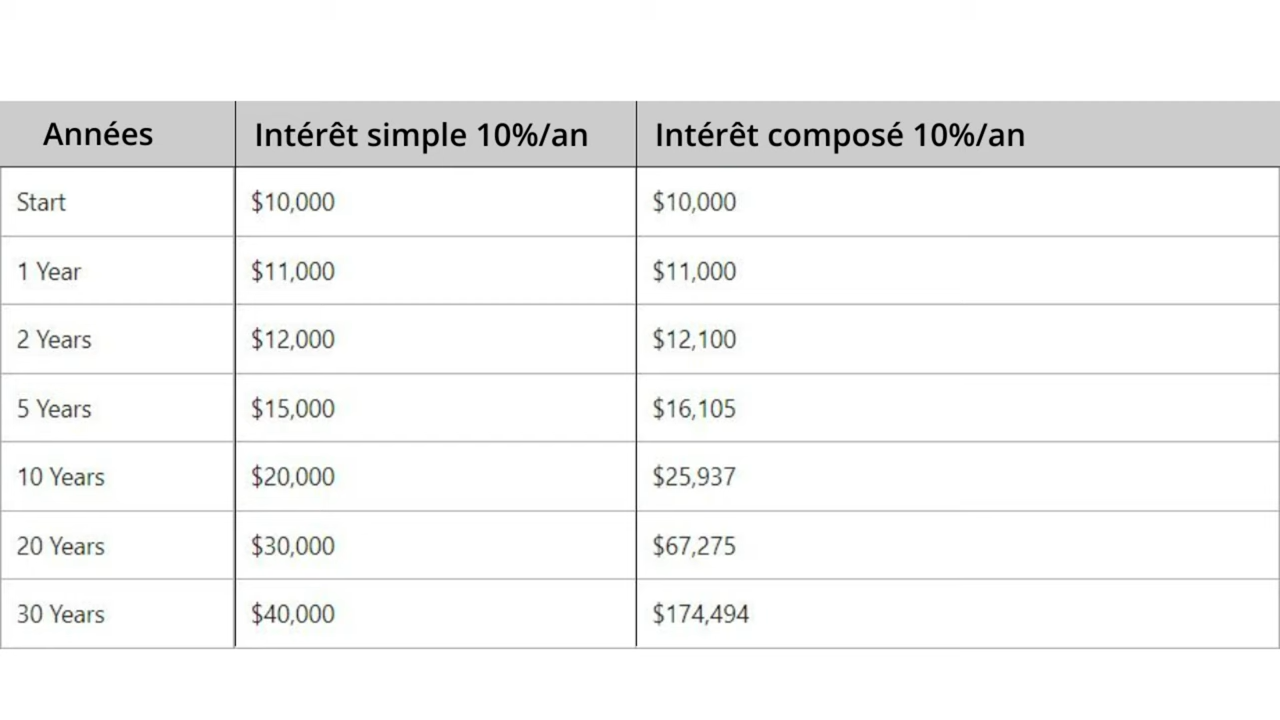 Années Intérêt simple 10%/an Intérêt composé 10%/an
Start $10,000 $10,000
1 Year $11,000 $11,000
2 Years $12,000 $12,100
5 Years $15,000 $16,105
10 Years $20,000 $25,937
20 Years $30,000 $67,275
30 Years $40,000 $174,494